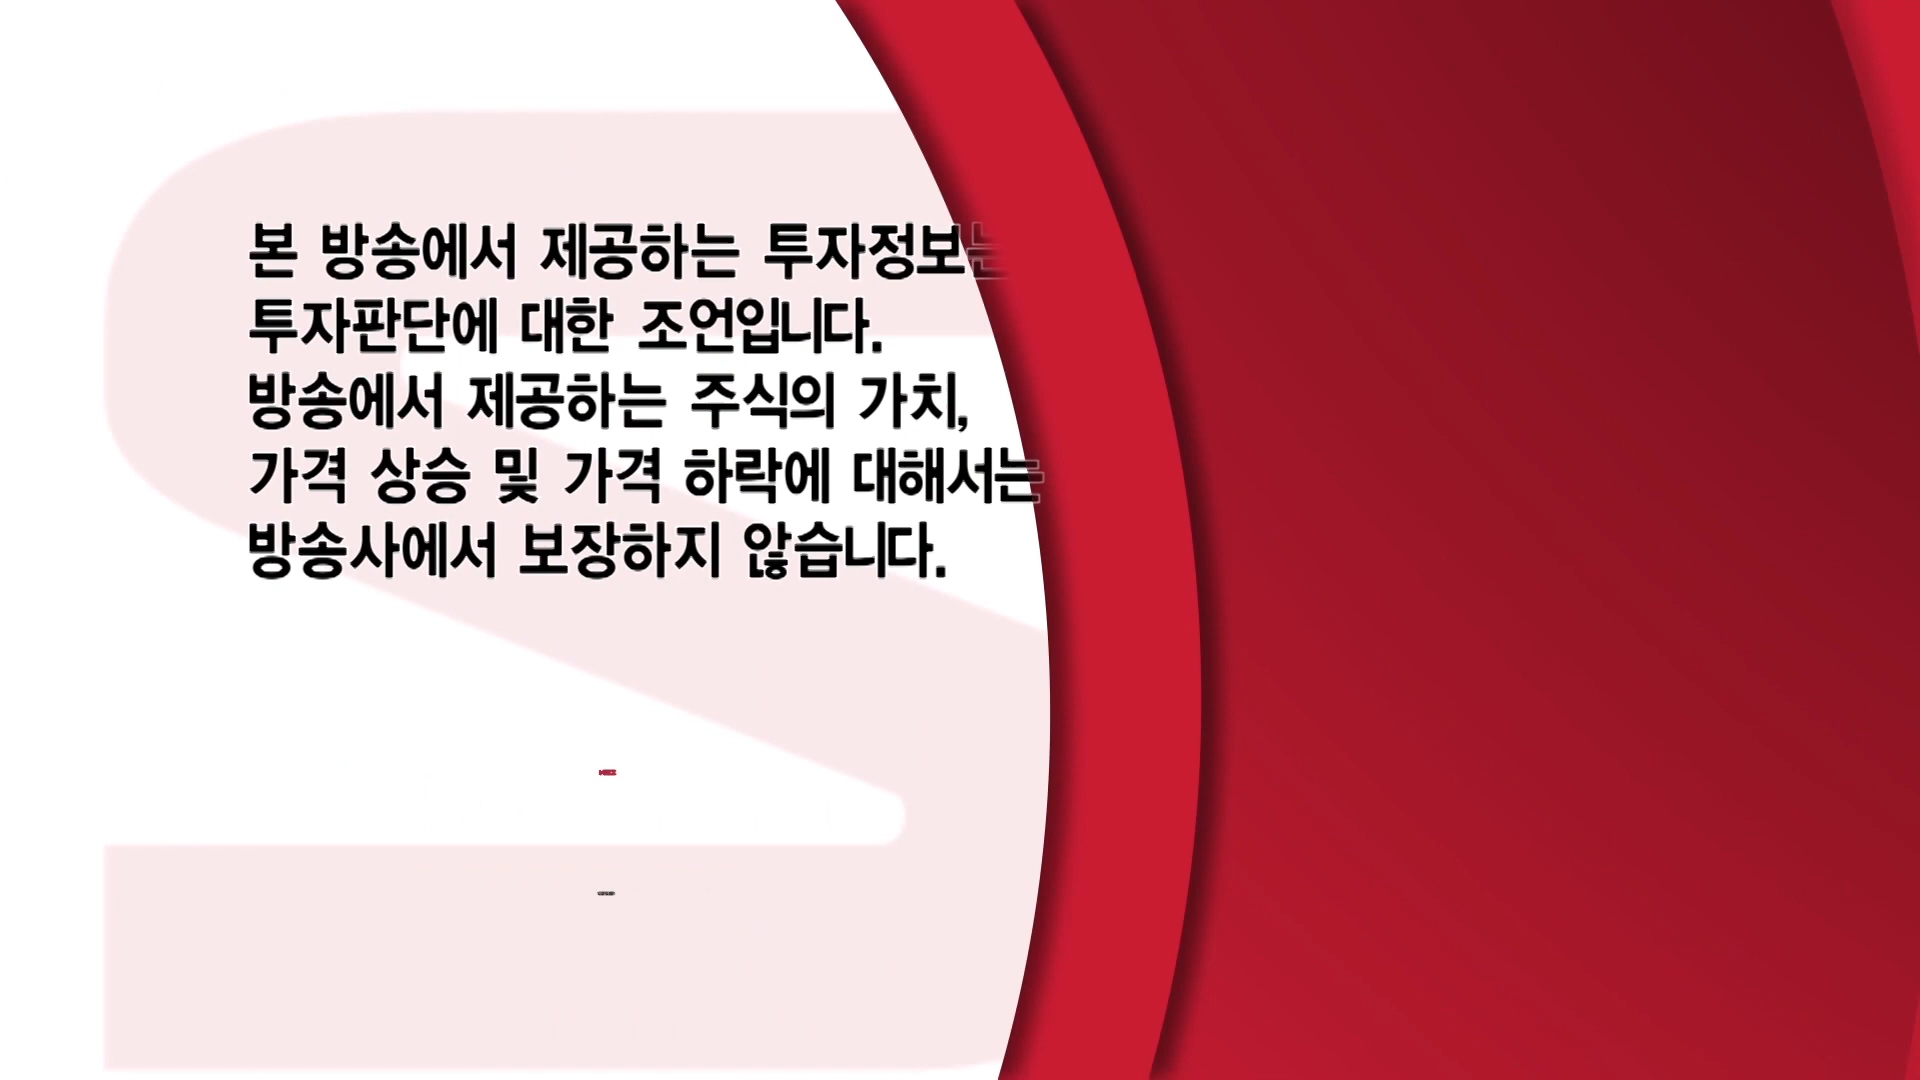 본 방송에서 제공하는 투자정보는
투자판단에 대한 조언입니다.
방송에서 제공하는 주식의 가치,
가격 상승 및 가격 하락에 대해서는
방송사에서 보장하지 않습니다.